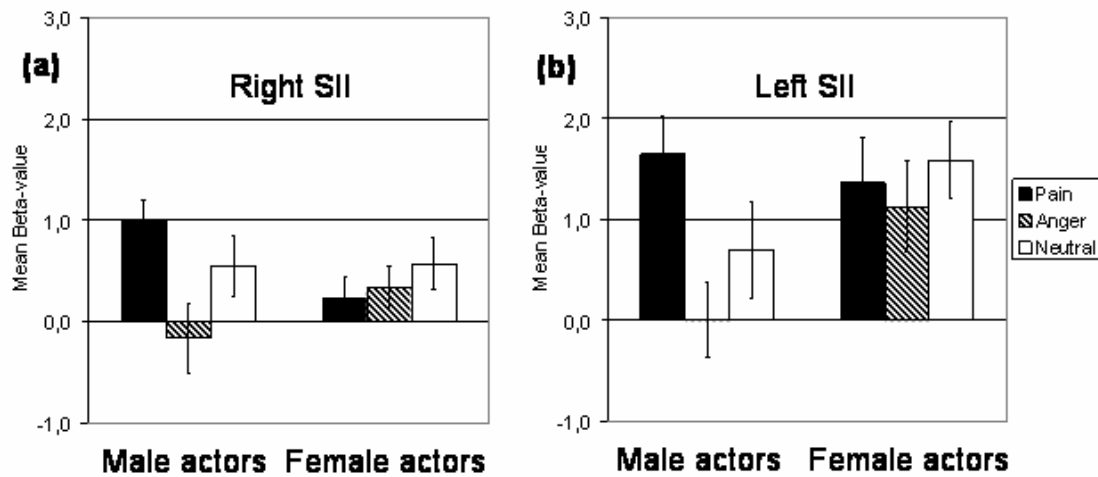 (a)
Right SII
Mean Beta-value
3,0
2,0
1,0
0,0
-1,0
Male actors Female actors
(b)
Left SII
Mean Beta-value
3,0
2,0
1,0
0,0
-1,0
Male actors Female actors
Pain
Anger
Neutral